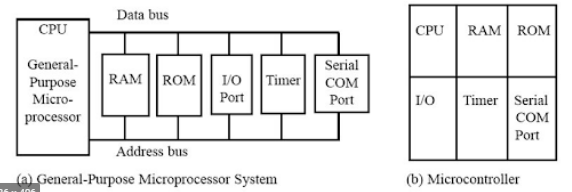 Data bus
CPU
General-
Purpose
Micro-
processor
RAM
ROM
I/O
Port
Timer
Serial
COM
Port
Address bus
(a) General-Purpose Microprocessor System
CPU
RAM
ROM
I/O
Timer
Serial
COM
Port
(b) Microcontroller